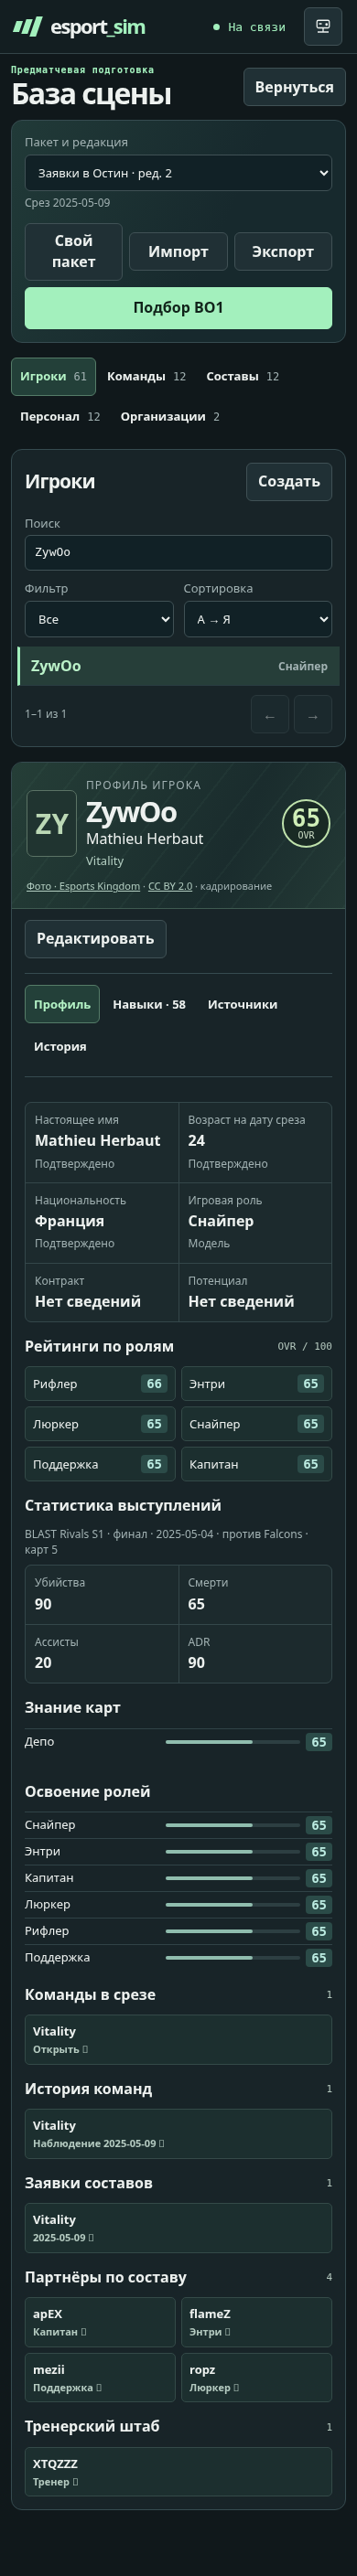 esport_sim
На связи
Предматчевая подготовка
База сцены
Вернуться
Пакет и редакция
Заявки в Остин · ред. 2
Срез 2025-05-09
Свой пакет
Импорт
Экспорт
Подбор BO1
Игроки 61
Команды 12
Составы 12
Персонал 12
Организации 2
Игроки
Создать
Поиск
ZywOo
Фильтр
Сортировка
Все
А → Я
ZywOo
Снайпер
1–1 из 1
←
→
ZY
ПРОФИЛЬ ИГРОКА
ZywOo
Mathieu Herbaut
Vitality
65
OVR
Фото · Esports Kingdom · CC BY 2.0 · кадрирование
Редактировать
Профиль
Навыки · 58
Источники
История
Настоящее имя
Mathieu Herbaut
Подтверждено
Возраст на дату среза
24
Подтверждено
Национальность
Франция
Подтверждено
Игровая роль
Снайпер
Модель
Контракт
Нет сведений
Потенциал
Нет сведений
Рейтинги по ролям
OVR / 100
Рифлер 66
Энтри 65
Люркер 65
Снайпер 65
Поддержка 65
Капитан 65
Статистика выступлений
BLAST Rivals S1 · финал · 2025-05-04 · против Falcons ·
карт 5
Убийства
90
Смерти
65
Ассисты
20
ADR
90
Знание карт
Депо 65
Освоение ролей
Снайпер 65
Энтри 65
Капитан 65
Люркер 65
Рифлер 65
Поддержка 65
Команды в срезе 1
Vitality
Открыть
История команд 1
Vitality
Наблюдение 2025-05-09
Заявки составов 1
Vitality
2025-05-09
Партнёры по составу 4
apEX
Капитан
flameZ
Энтри
mezii
Поддержка
ropz
Люркер
Тренерский штаб 1
XTQZZZ
Тренер